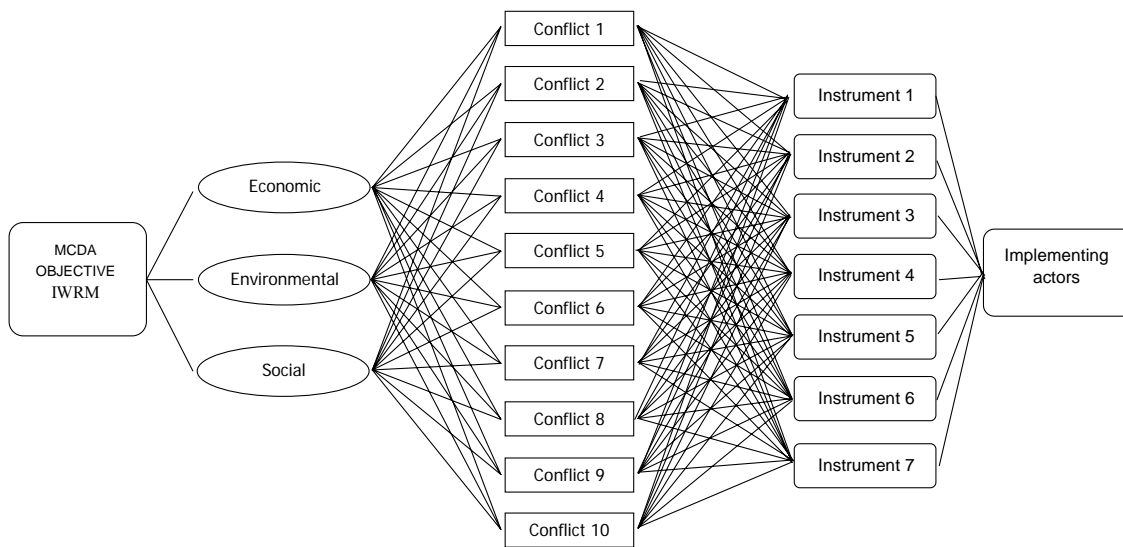 MCDA
OBJECTIVE
IWRM
Economic
Environmental
Social
Conflict 1
Conflict 2
Conflict 3
Conflict 4
Conflict 5
Conflict 6
Conflict 7
Conflict 8
Conflict 9
Conflict 10
Instrument 1
Instrument 2
Instrument 3
Instrument 4
Instrument 5
Instrument 6
Instrument 7
Implementing
actors